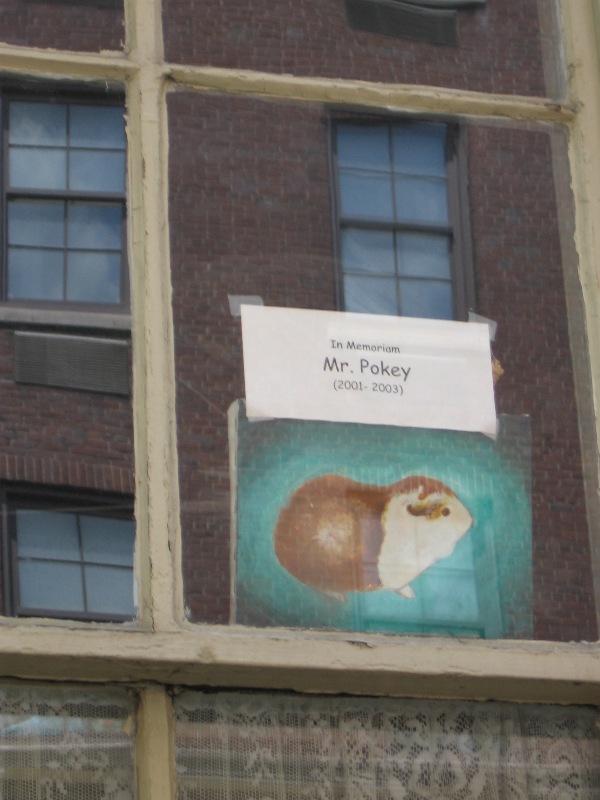 In Memoriam
Mr. Pokey
(2001- 2003)